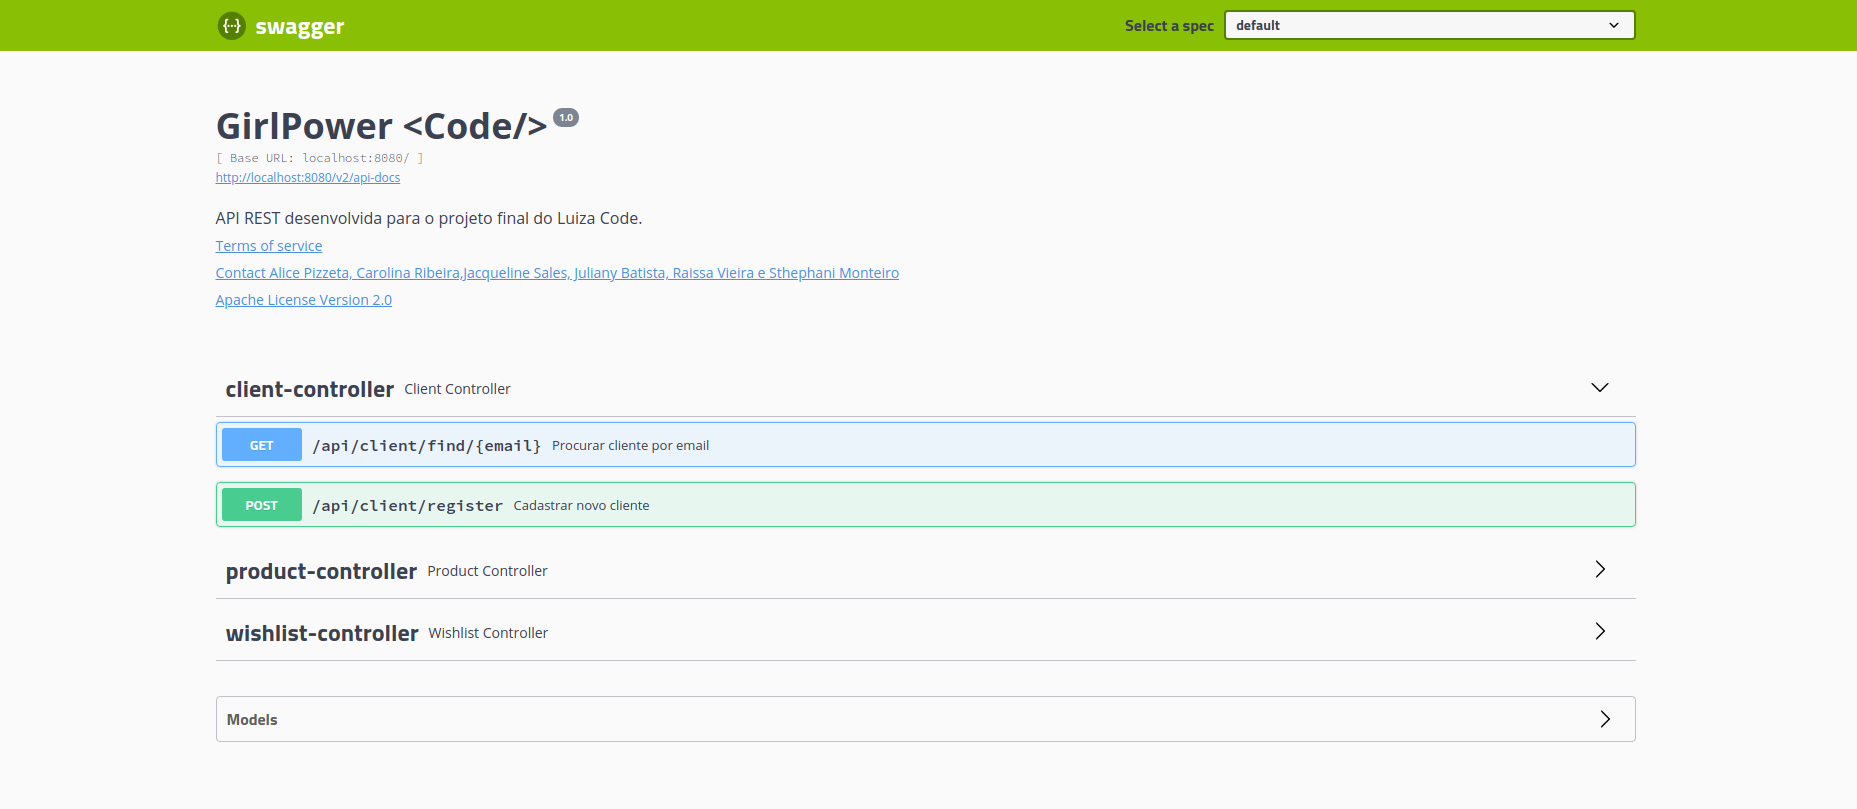 {···} swagger
Select a spec default
GirlPower <Code/> 1.0
[ Base URL: localhost:8080/ ]
http://localhost:8080/v2/api-docs
API REST desenvolvida para o projeto final do Luiza Code.
Terms of service
Contact Alice Pizzeta, Carolina Ribeira,Jacqueline Sales, Juliany Batista, Raissa Vieira e Sthephani Monteiro
Apache License Version 2.0
client-controller Client Controller
GET /api/client/find/{email} Procurar cliente por email
POST /api/client/register Cadastrar novo cliente
product-controller Product Controller
wishlist-controller Wishlist Controller
Models